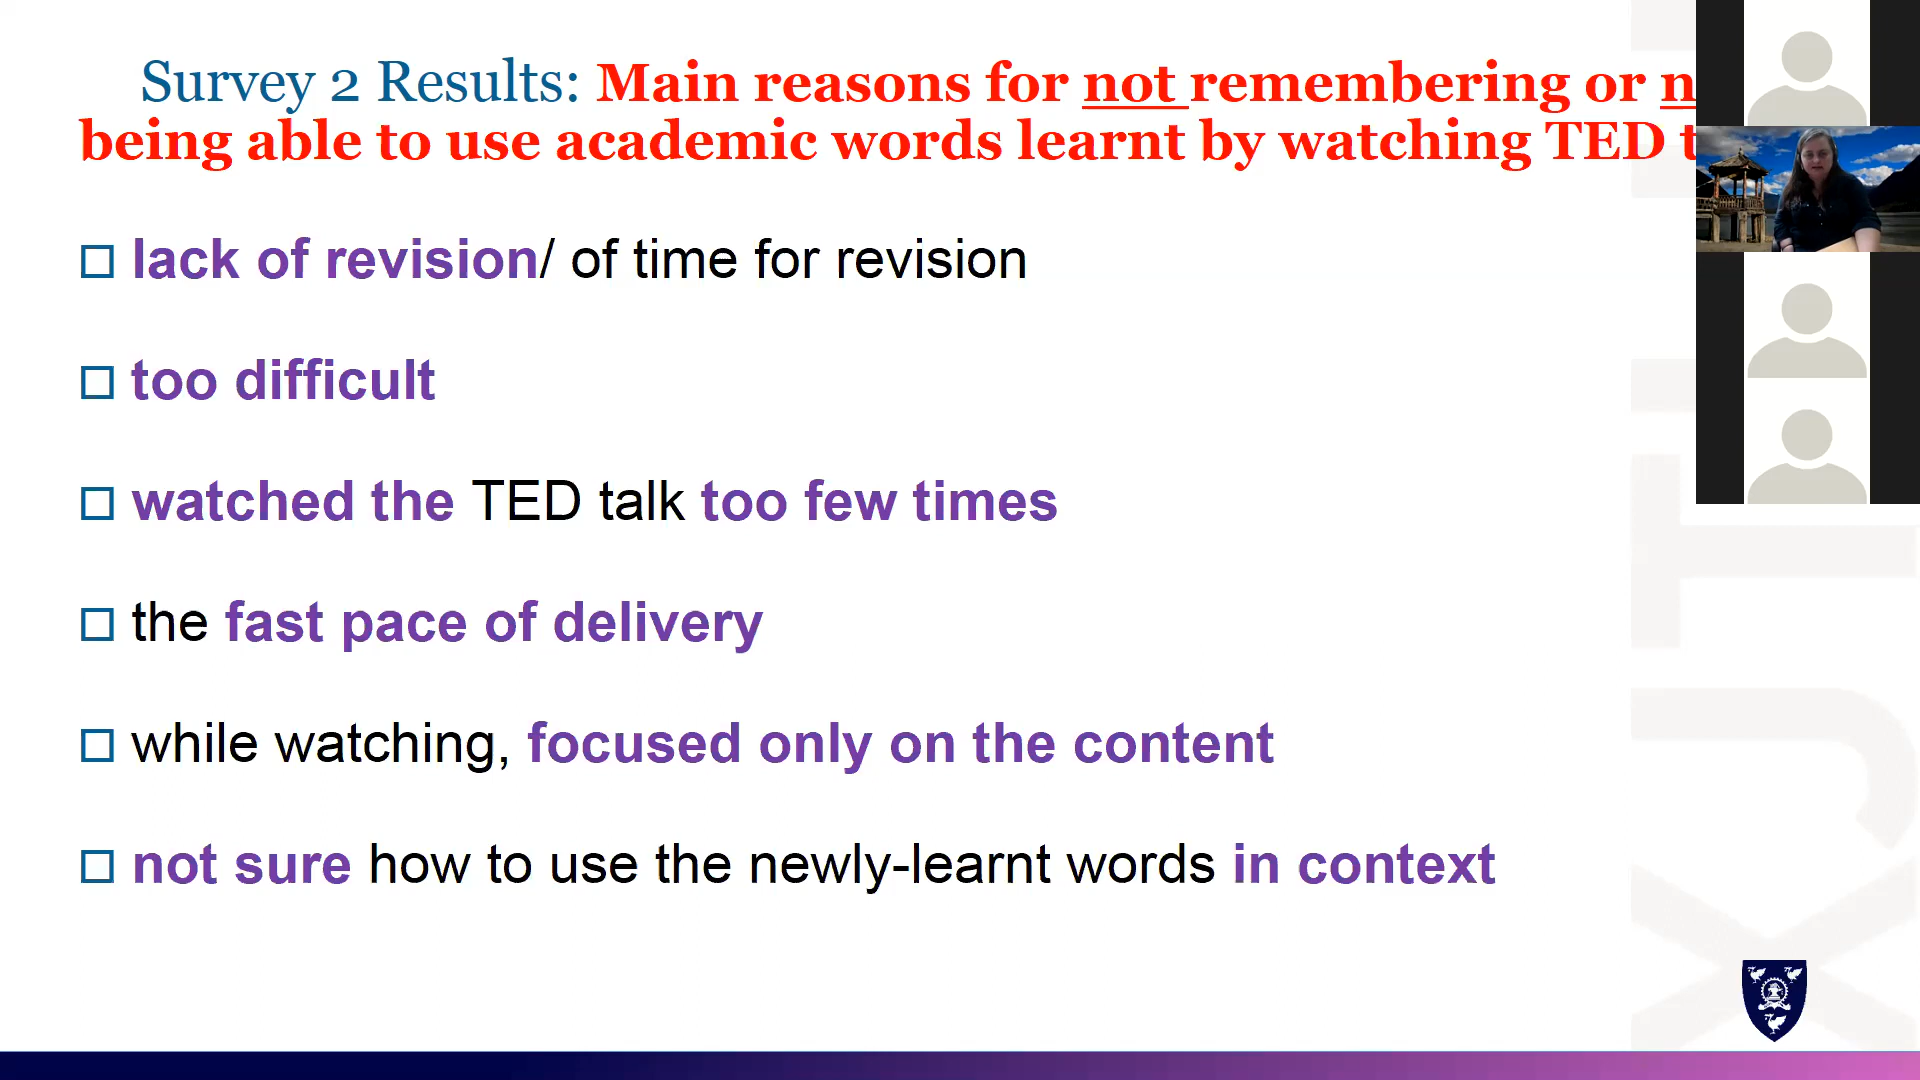 Survey 2 Results: Main reasons for not remembering or
being able to use academic words learnt by watching TED
lack of revision/ of time for revision
too difficult
watched the TED talk too few times
the fast pace of delivery
while watching, focused only on the content
not sure how to use the newly-learnt words in context